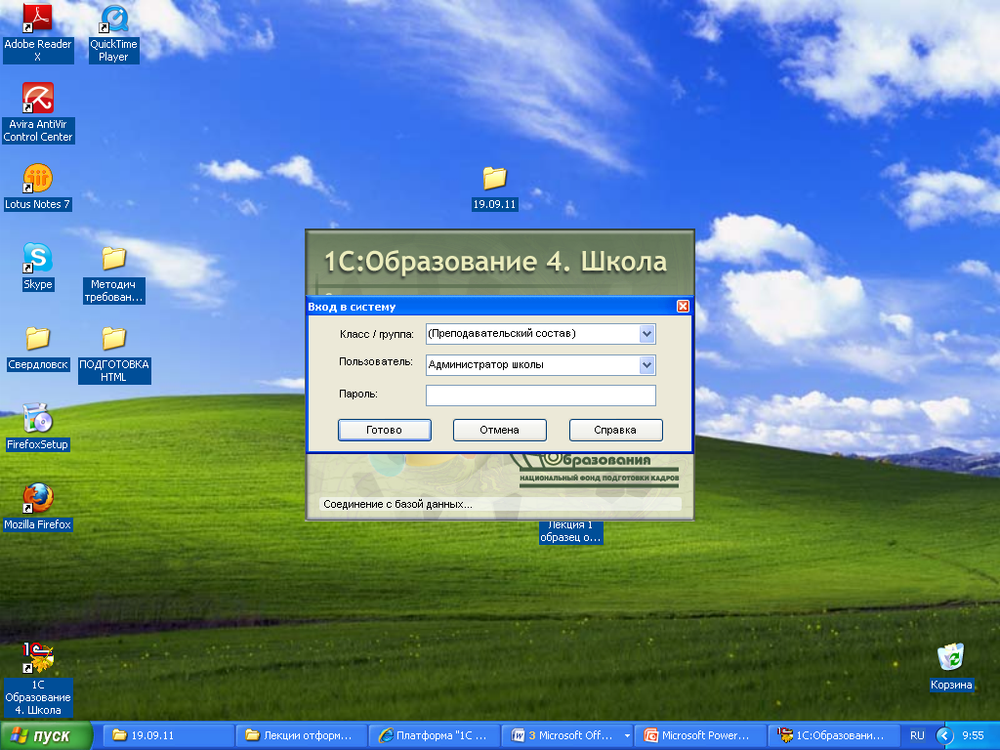 Adobe Reader
X
QuickTime
Player
Avira AntiVir
Control Center
Lotus Notes 7
19.09.11
Skype
Методич
требован...
Свердловск
ПОДГОТОВКА
HTML
FirefoxSetup
Mozilla Firefox
1С:Образование 4. Школа
Вход в систему
Класс / группа:
(Преподавательский состав)
Пользователь:
Администратор школы
Пароль:
Готово
Отмена
Справка
Образования
НАЦИОНАЛЬНЫЙ ФОНД ПОДГОТОВКИ КАДРОВ
Соединение с базой данных...
Лекция 1
образец о...
1С
Образование
4. Школа
Корзина
пуск
19.09.11
Лекции отформ...
Платформа "1С ...
3 Microsoft Off...
Microsoft Power...
1С:Образовани...
RU
9:55